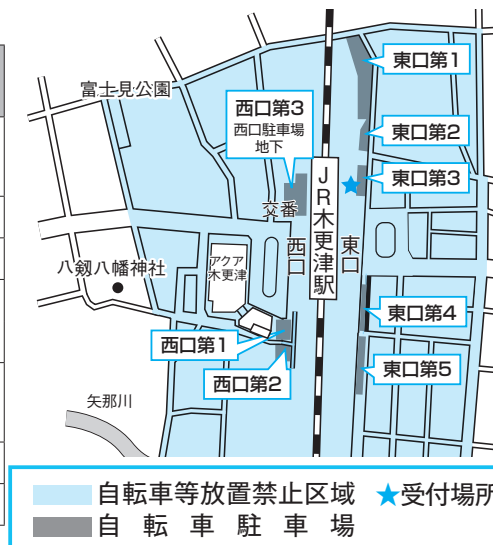 東口第1
富士見公園
西口第3
西口駐車場
地下
東口第2
東口第3
交番
JR木更津駅
西口
東口
アクア
木更津
八剱八幡神社
東口第4
西口第1
東口第5
西口第2
矢那川
自転車等放置禁止区域 ★受付場所
自転車駐車場